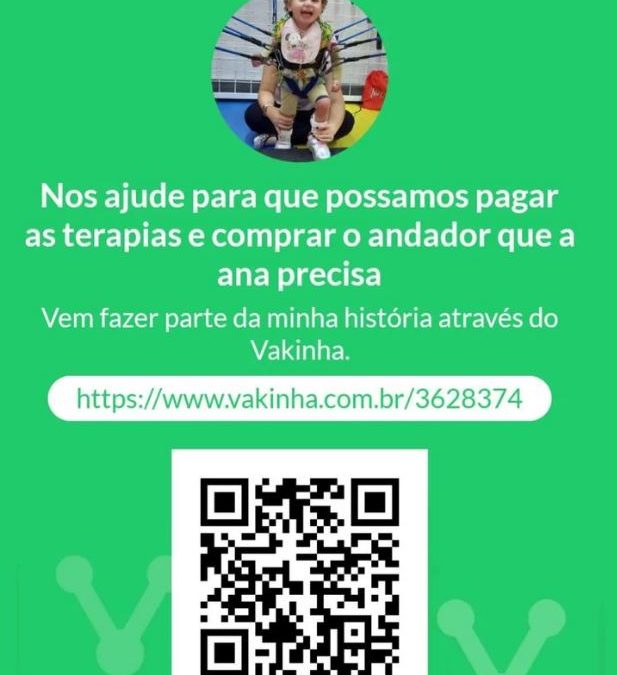 Nos ajude para que possamos pagar
as terapias e comprar o andador que a
ana precisa
Vem fazer parte da minha história através do
Vakinha.
https://www.vakinha.com.br/3628374